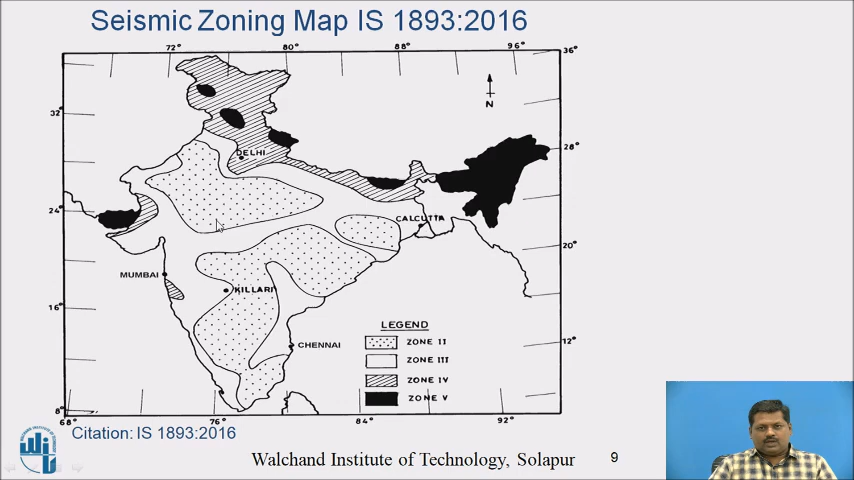 Seismic Zoning Map IS 1893:2016
72° 80° 88° 96°
36°
32°
N
DELHI
28°
24°
CALCUTTA
20°
MUMBAI
KILLARI
16°
LEGEND
CHENNAI
ZONE II
12°
ZONE III
ZONE IV
ZONE V
8°
68° 76° 84° 92°
Citation: IS 1893:2016
Walchand Institute of Technology, Solapur
9